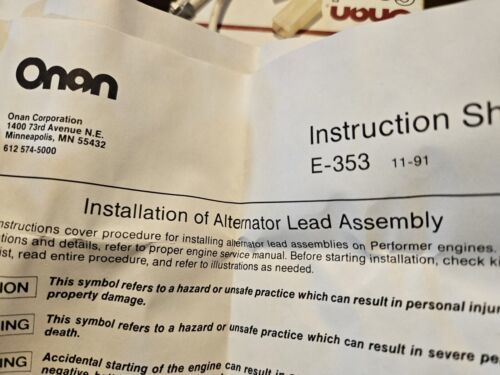 Onan
Onan Corporation
1400 73rd Avenue N.E.
Minneapolis, MN 55432
612 574-5000
Onan
Instruction Sh
E-353 11-91
Installation of Alternator Lead Assembly
nstructions cover procedure for installing alternator lead assemblies on Performer engines.
tions and details, refer to proper engine service manual. Before starting installation, check ki
ist, read entire procedure, and refer to illustrations as needed.
ION This symbol refers to a hazard or unsafe practice which can result in personal injur
property damage.
ING This symbol refers to a hazard or unsafe practice which can result in severe pe
death.
ING Accidental starting of the engine can result in
negative